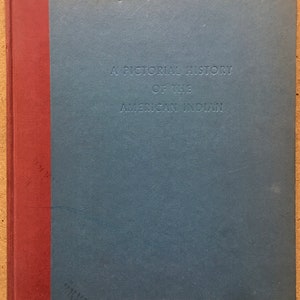 A PICTORIAL HISTORY
OF THE
AMERICAN INDIAN